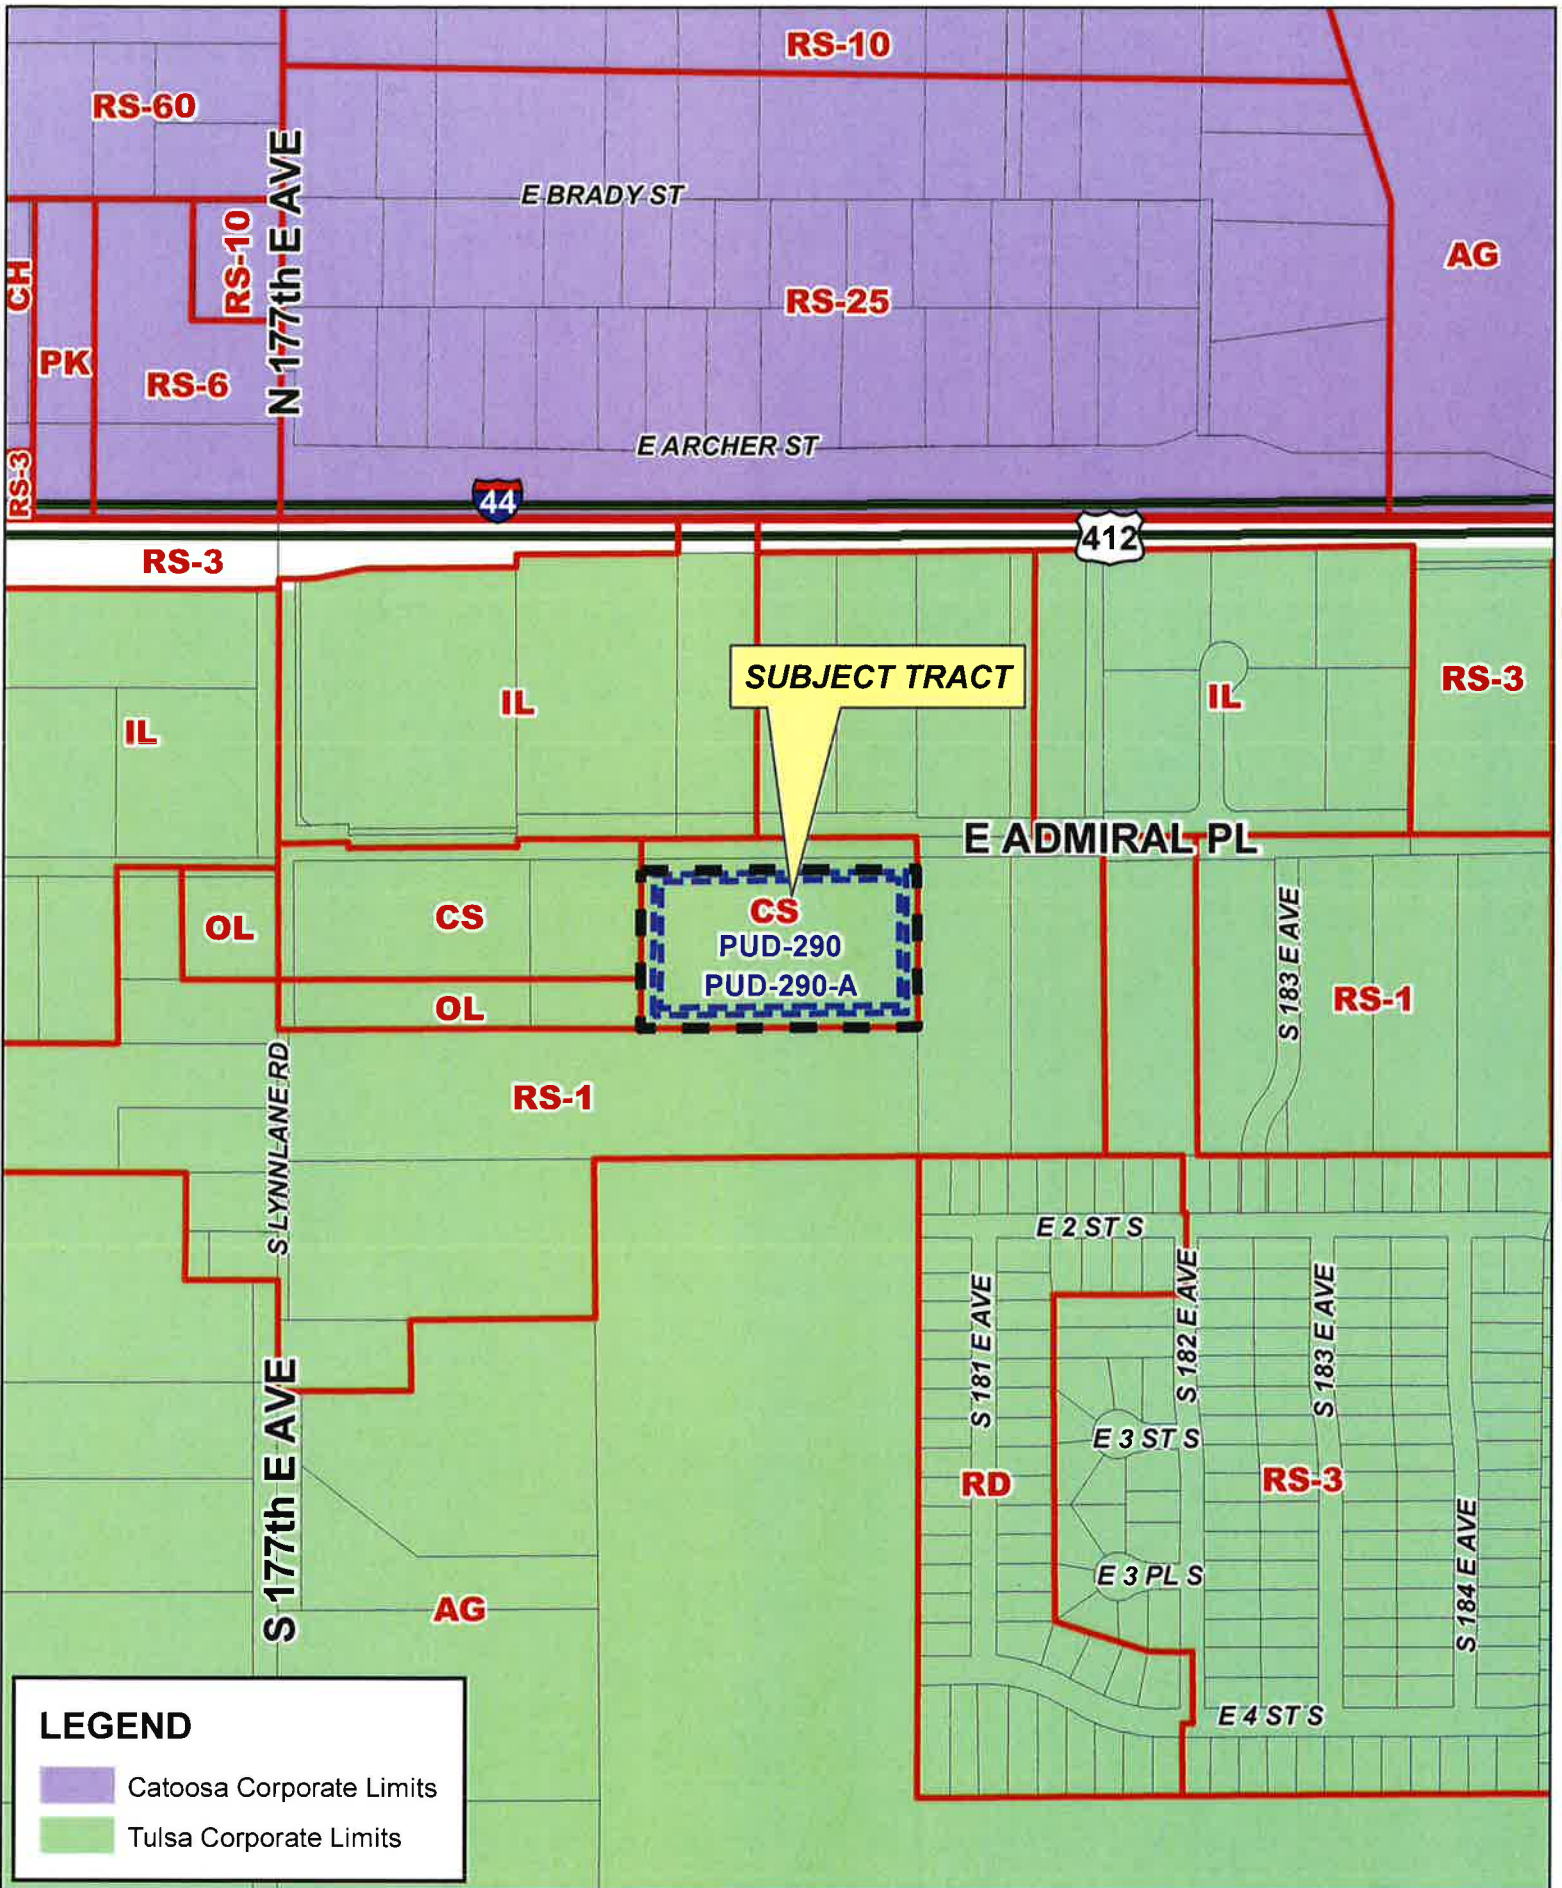 RS-10
RS-60
N 177th E AVE
E BRADY ST
RS-10
AG
CH
RS-25
PK
RS-6
E ARCHER ST
RS-3
44
412
RS-3
SUBJECT TRACT
RS-3
IL
IL
IL
E ADMIRAL PL
CS
OL
CS
PUD-290
PUD-290-A
S 183 E AVE
RS-1
OL
S LYNNLANE RD
RS-1
E 2 ST S
S 181 E AVE
S 182 E AVE
S 183 E AVE
S 177th E AVE
E 3 ST S
RD
RS-3
S 184 E AVE
E 3 PL S
AG
E 4 ST S
LEGEND
Catoosa Corporate Limits
Tulsa Corporate Limits